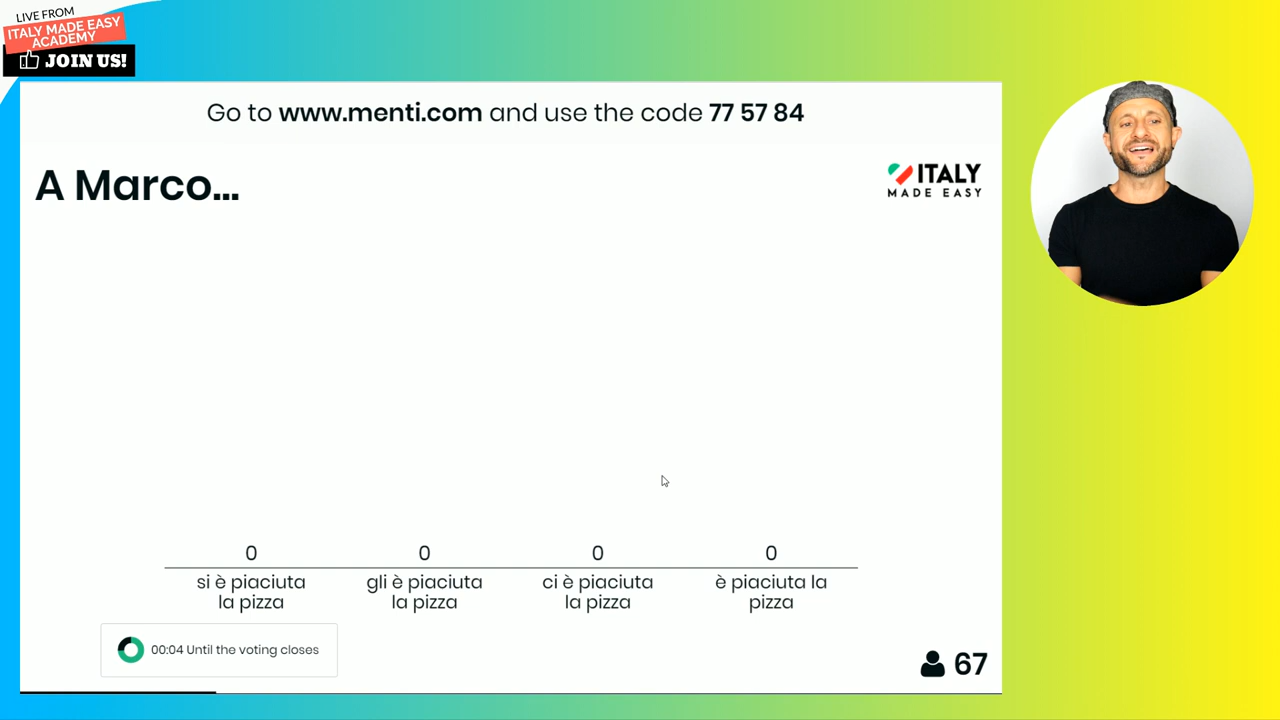 LIVE FROM
ITALY MADE EASY
ACADEMY
JOIN US!
Go to www.menti.com and use the code 77 57 84
A Marco...
ITALY
MADE EASY
0
0
0
0
si è piaciuta
la pizza
gli è piaciuta
la pizza
ci è piaciuta
la pizza
è piaciuta la
pizza
00:04 Until the voting closes
67